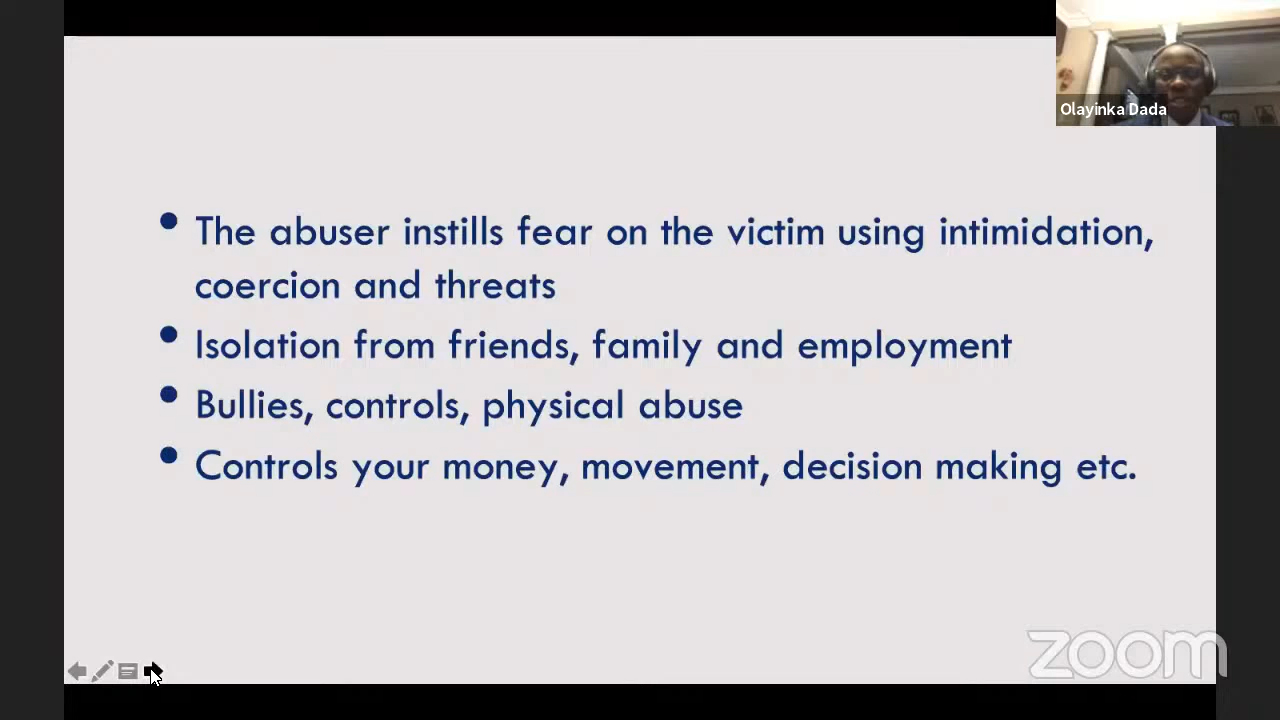 Olayinka Dada
• The abuser instills fear on the victim using intimidation,
coercion and threats
• Isolation from friends, family and employment
• Bullies, controls, physical abuse
• Controls your money, movement, decision making etc.
zoom